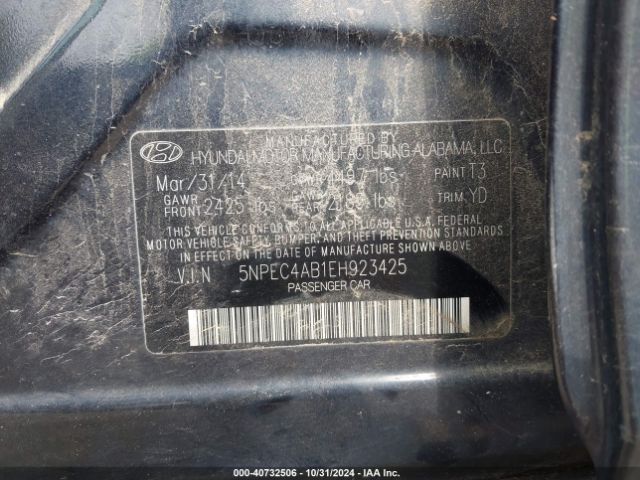 MANUFACTURED BY
HYUNDAI MOTOR MANUFACTURING ALABAMA, LLC
Mar/31/14 lbs PAINT T3
GAWR
FRONT 2425 lbs lbs TRIM YD
THIS VEHICLE CONFORMS TO ALL APPLICABLE U.S.A. FEDERAL
MOTOR VEHICLE SAFETY, BUMPER, AND THEFT PREVENTION STANDARDS
IN EFFECT ON THE DATE OF MANUFACTURE SHOWN ABOVE
V.I.N 5NPEC4AB1EH923425
PASSENGER CAR
000-40732506 - 10/31/2024 - IAA Inc.